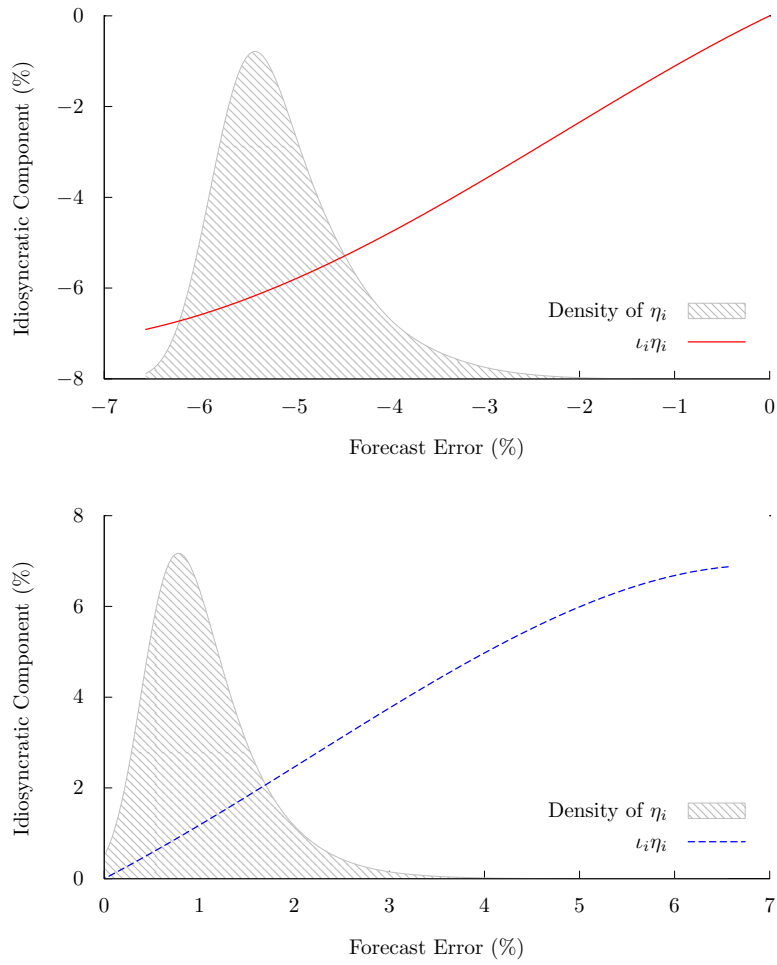 0
−2
−4
−6
−8
Idiosyncratic Component (%)
Density of ηᵢ
ιᵢηᵢ
−7 −6 −5 −4 −3 −2 −1 0
Forecast Error (%)
8
6
4
2
0
Idiosyncratic Component (%)
Density of ηᵢ
ιᵢηᵢ
0 1 2 3 4 5 6 7
Forecast Error (%)